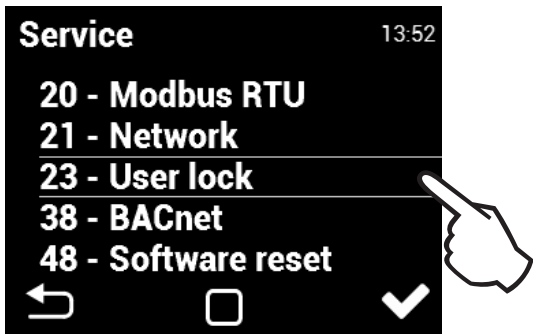 Service 13:52
20 - Modbus RTU
21 - Network
23 - User lock
38 - BACnet
48 - Software reset